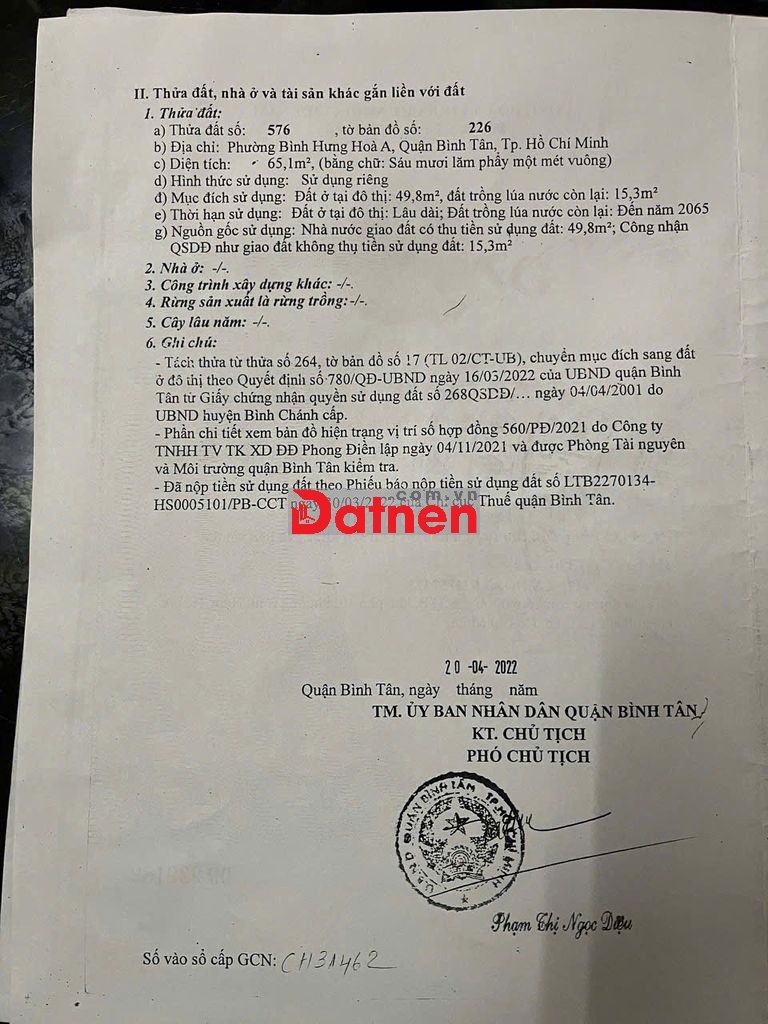 II. Thửa đất, nhà ở và tài sản khác gắn liền với đất
1. Thửa đất:
a) Thửa đất số: 576 , tờ bản đồ số: 226
b) Địa chỉ: Phường Bình Hưng Hoà A, Quận Bình Tân, Tp. Hồ Chí Minh
c) Diện tích: 65,1m², (bằng chữ: Sáu mươi lăm phẩy một mét vuông)
d) Hình thức sử dụng: Sử dụng riêng
đ) Mục đích sử dụng: Đất ở tại đô thị: 49,8m², đất trồng lúa nước còn lại: 15,3m²
e) Thời hạn sử dụng: Đất ở tại đô thị: Lâu dài; Đất trồng lúa nước còn lại: Đến năm 2065
g) Nguồn gốc sử dụng: Nhà nước giao đất có thu tiền sử dụng đất: 49,8m²; Công nhận
QSDĐ như giao đất không thu tiền sử dụng đất: 15,3m²
2. Nhà ở: -/-.
3. Công trình xây dựng khác: -/-.
4. Rừng sản xuất là rừng trồng:-/-.
5. Cây lâu năm: -/-.
6. Ghi chú:
- Tách thửa từ thửa số 264, tờ bản đồ số 17 (TL 02/CT-UB), chuyển mục đích sang đất
ở đô thị theo Quyết định số 780/QĐ-UBND ngày 16/03/2022 của UBND quận Bình
Tân từ Giấy chứng nhận quyền sử dụng đất số 268QSDĐ/... ngày 04/04/2001 do
UBND huyện Bình Chánh cấp.
- Phần chi tiết xem bản đồ hiện trạng vị trí số hợp đồng 560/PĐ/2021 do Công ty
TNHH TV TK XD ĐĐ Phong Điền lập ngày 04/11/2021 và được Phòng Tài nguyên
và Môi trường quận Bình Tân kiểm tra.
- Đã nộp tiền sử dụng đất theo Phiếu báo nộp tiền sử dụng đất số LTB2270134-
HS0005101/PB-CCT ngày 30/03/2022 của Chi cục Thuế quận Bình Tân.
.com.vn
Datnen
20 -04- 2022
Quận Bình Tân, ngày tháng năm
TM. ỦY BAN NHÂN DÂN QUẬN BÌNH TÂN
KT. CHỦ TỊCH
PHÓ CHỦ TỊCH
U.B.N.D QUẬN BÌNH TÂN TP. HỒ CHÍ MINH
Phạm Thị Ngọc Diệu
Số vào sổ cấp GCN: CH31462